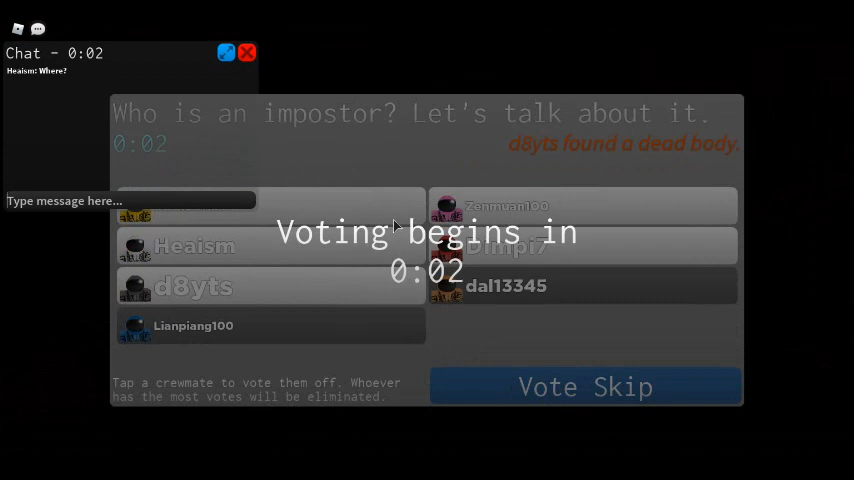 Chat - 0:02
Heaism: Where?
Type message here...
Who is an impostor? Let's talk about it.
0:02
d8yts found a dead body.
Zenmuan100
Heaism
Dimpi7
d8yts
dal13345
Lianpiang100
Voting begins in
0:02
Tap a crewmate to vote them off. Whoever
has the most votes will be eliminated.
Vote Skip